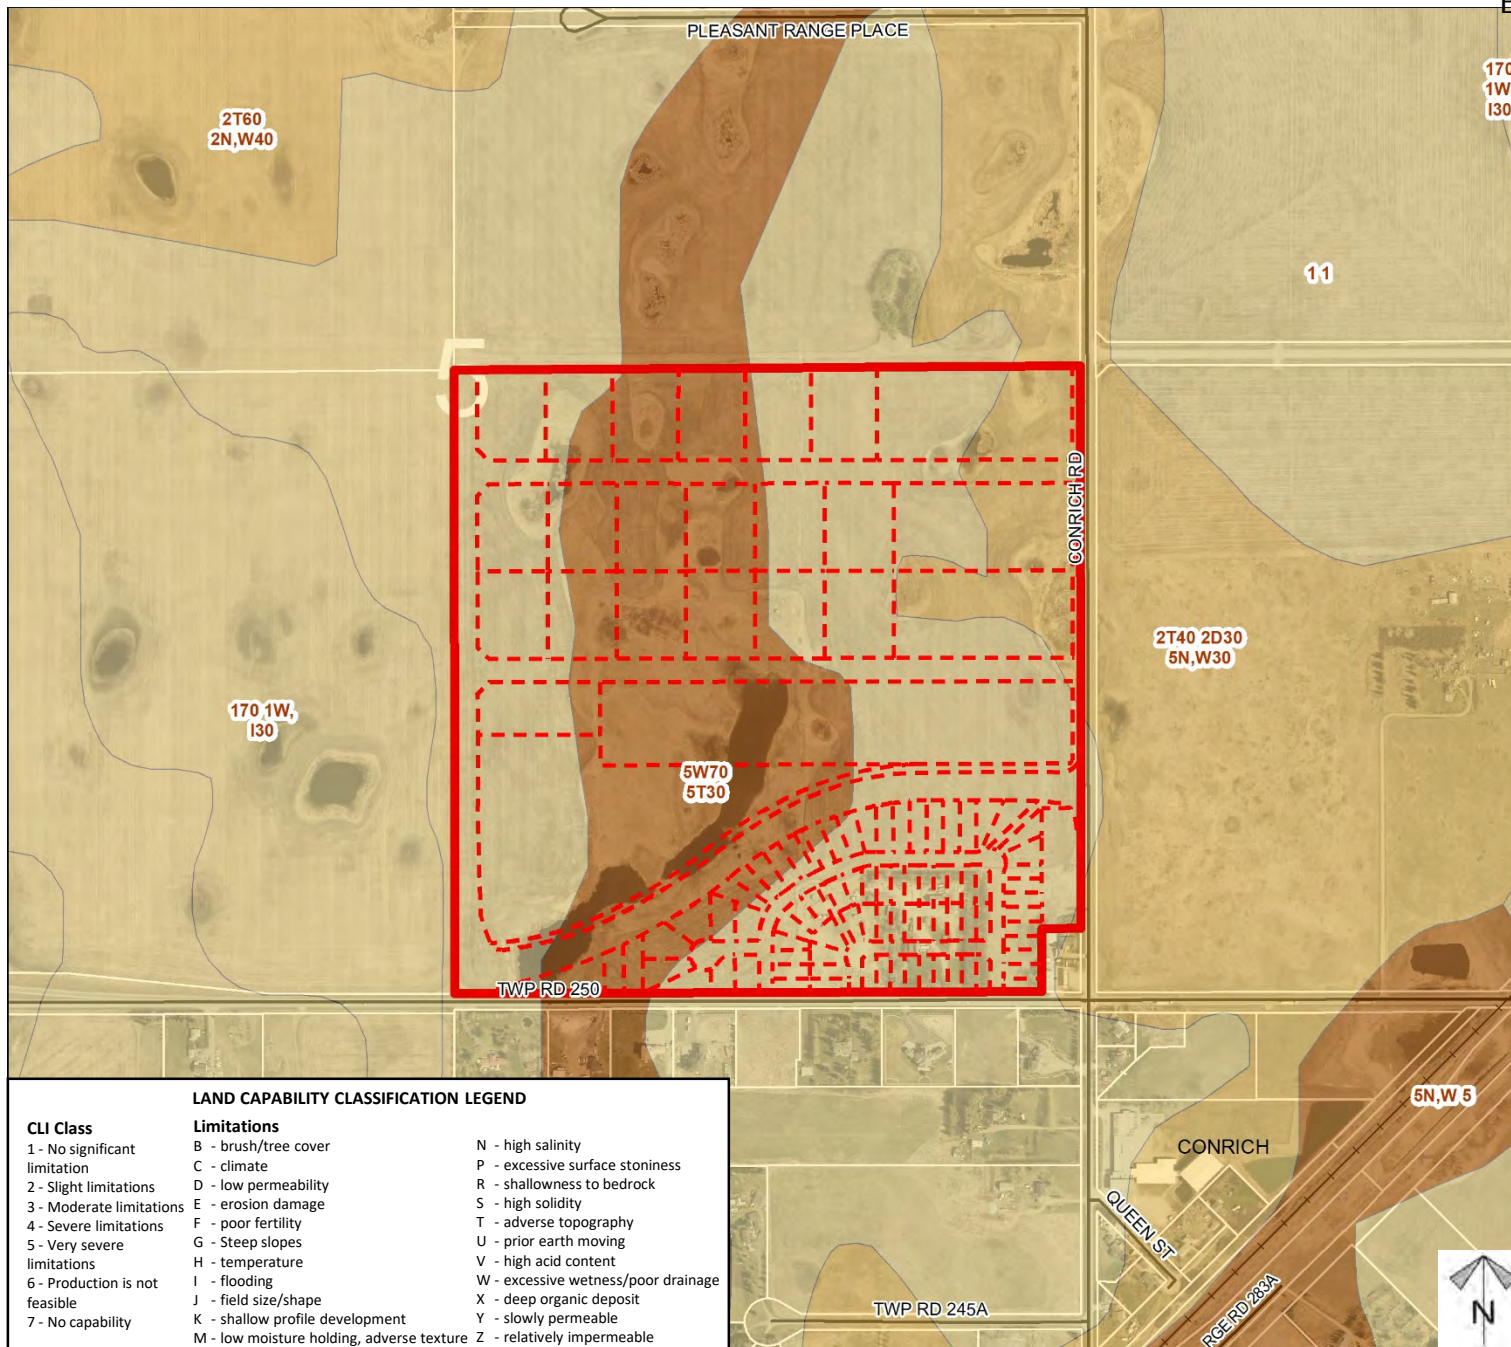 E
PLEASANT RANGE PLACE
170
1W
I30
2T60
2N,W40
1 1
5
CONRICH RD
2T40 2D30
5N,W30
170 1W,
I30
5W70
5T30
TWP RD 250
5N,W 5
CONRICH
QUEEN ST
TWP RD 245A
RGE RD 283A
N
LAND CAPABILITY CLASSIFICATION LEGEND
CLI Class
1 - No significant
limitation
2 - Slight limitations
3 - Moderate limitations
4 - Severe limitations
5 - Very severe
limitations
6 - Production is not
feasible
7 - No capability
Limitations
B - brush/tree cover
C - climate
D - low permeability
E - erosion damage
F - poor fertility
G - Steep slopes
H - temperature
I - flooding
J - field size/shape
K - shallow profile development
M - low moisture holding, adverse texture
N - high salinity
P - excessive surface stoniness
R - shallowness to bedrock
S - high solidity
T - adverse topography
U - prior earth moving
V - high acid content
W - excessive wetness/poor drainage
X - deep organic deposit
Y - slowly permeable
Z - relatively impermeable